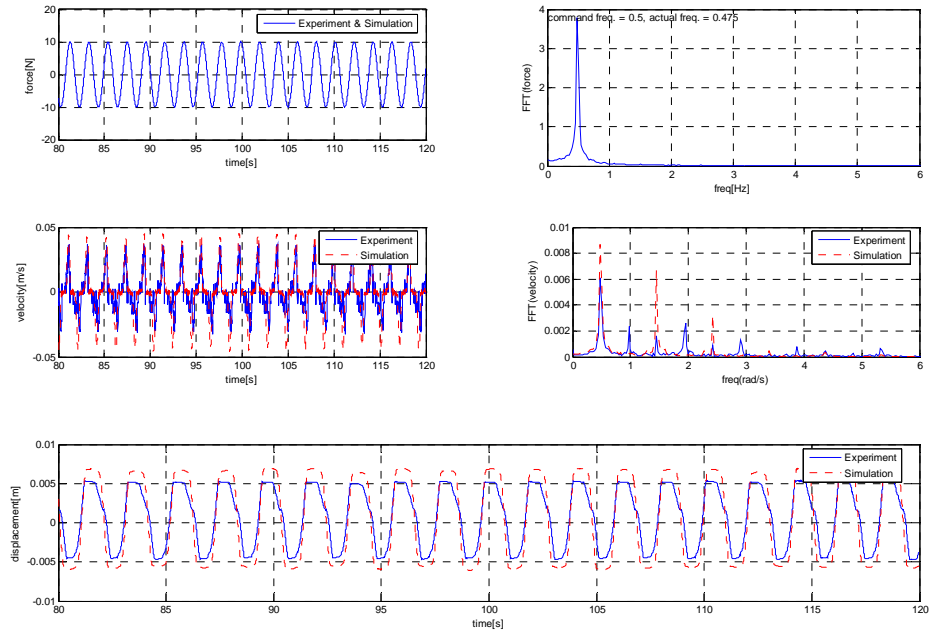 20
10
0
-10
-20
force[N]
Experiment & Simulation
80 85 90 95 100 105 110 115 120
time[s]
command freq. = 0.5, actual freq. = 0.475
4
3
2
1
0
FFT(force)
0 1 2 3 4 5 6
freq[Hz]
0.05
0
-0.05
velocity[m/s]
Experiment
Simulation
80 85 90 95 100 105 110 115 120
time[s]
0.01
0.008
0.006
0.004
0.002
0
FFT(velocity)
Experiment
Simulation
0 1 2 3 4 5 6
freq(rad/s)
0.01
0.005
0
-0.005
-0.01
displacement[m]
Experiment
Simulation
80 85 90 95 100 105 110 115 120
time[s]